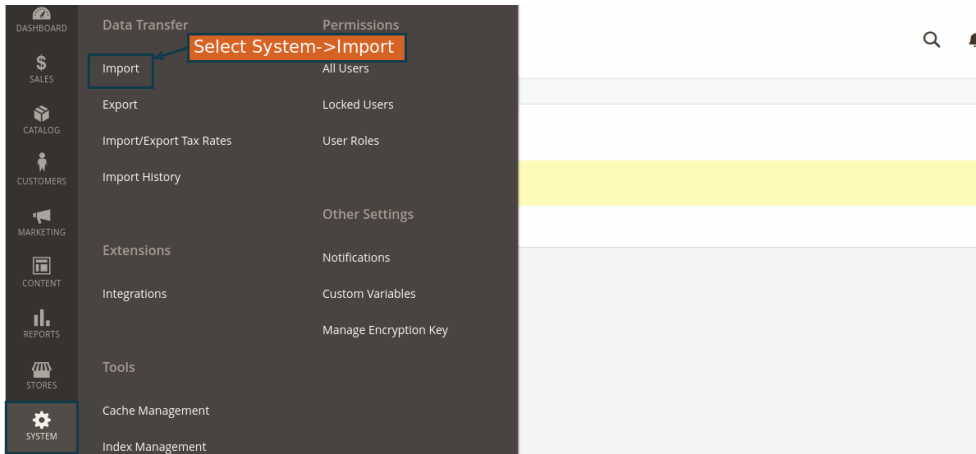 DASHBOARD
SALES
CATALOG
CUSTOMERS
MARKETING
CONTENT
REPORTS
STORES
SYSTEM
Data Transfer
Select System->Import
Import
Export
Import/Export Tax Rates
Import History
Extensions
Integrations
Tools
Cache Management
Index Management
Permissions
All Users
Locked Users
User Roles
Other Settings
Notifications
Custom Variables
Manage Encryption Key